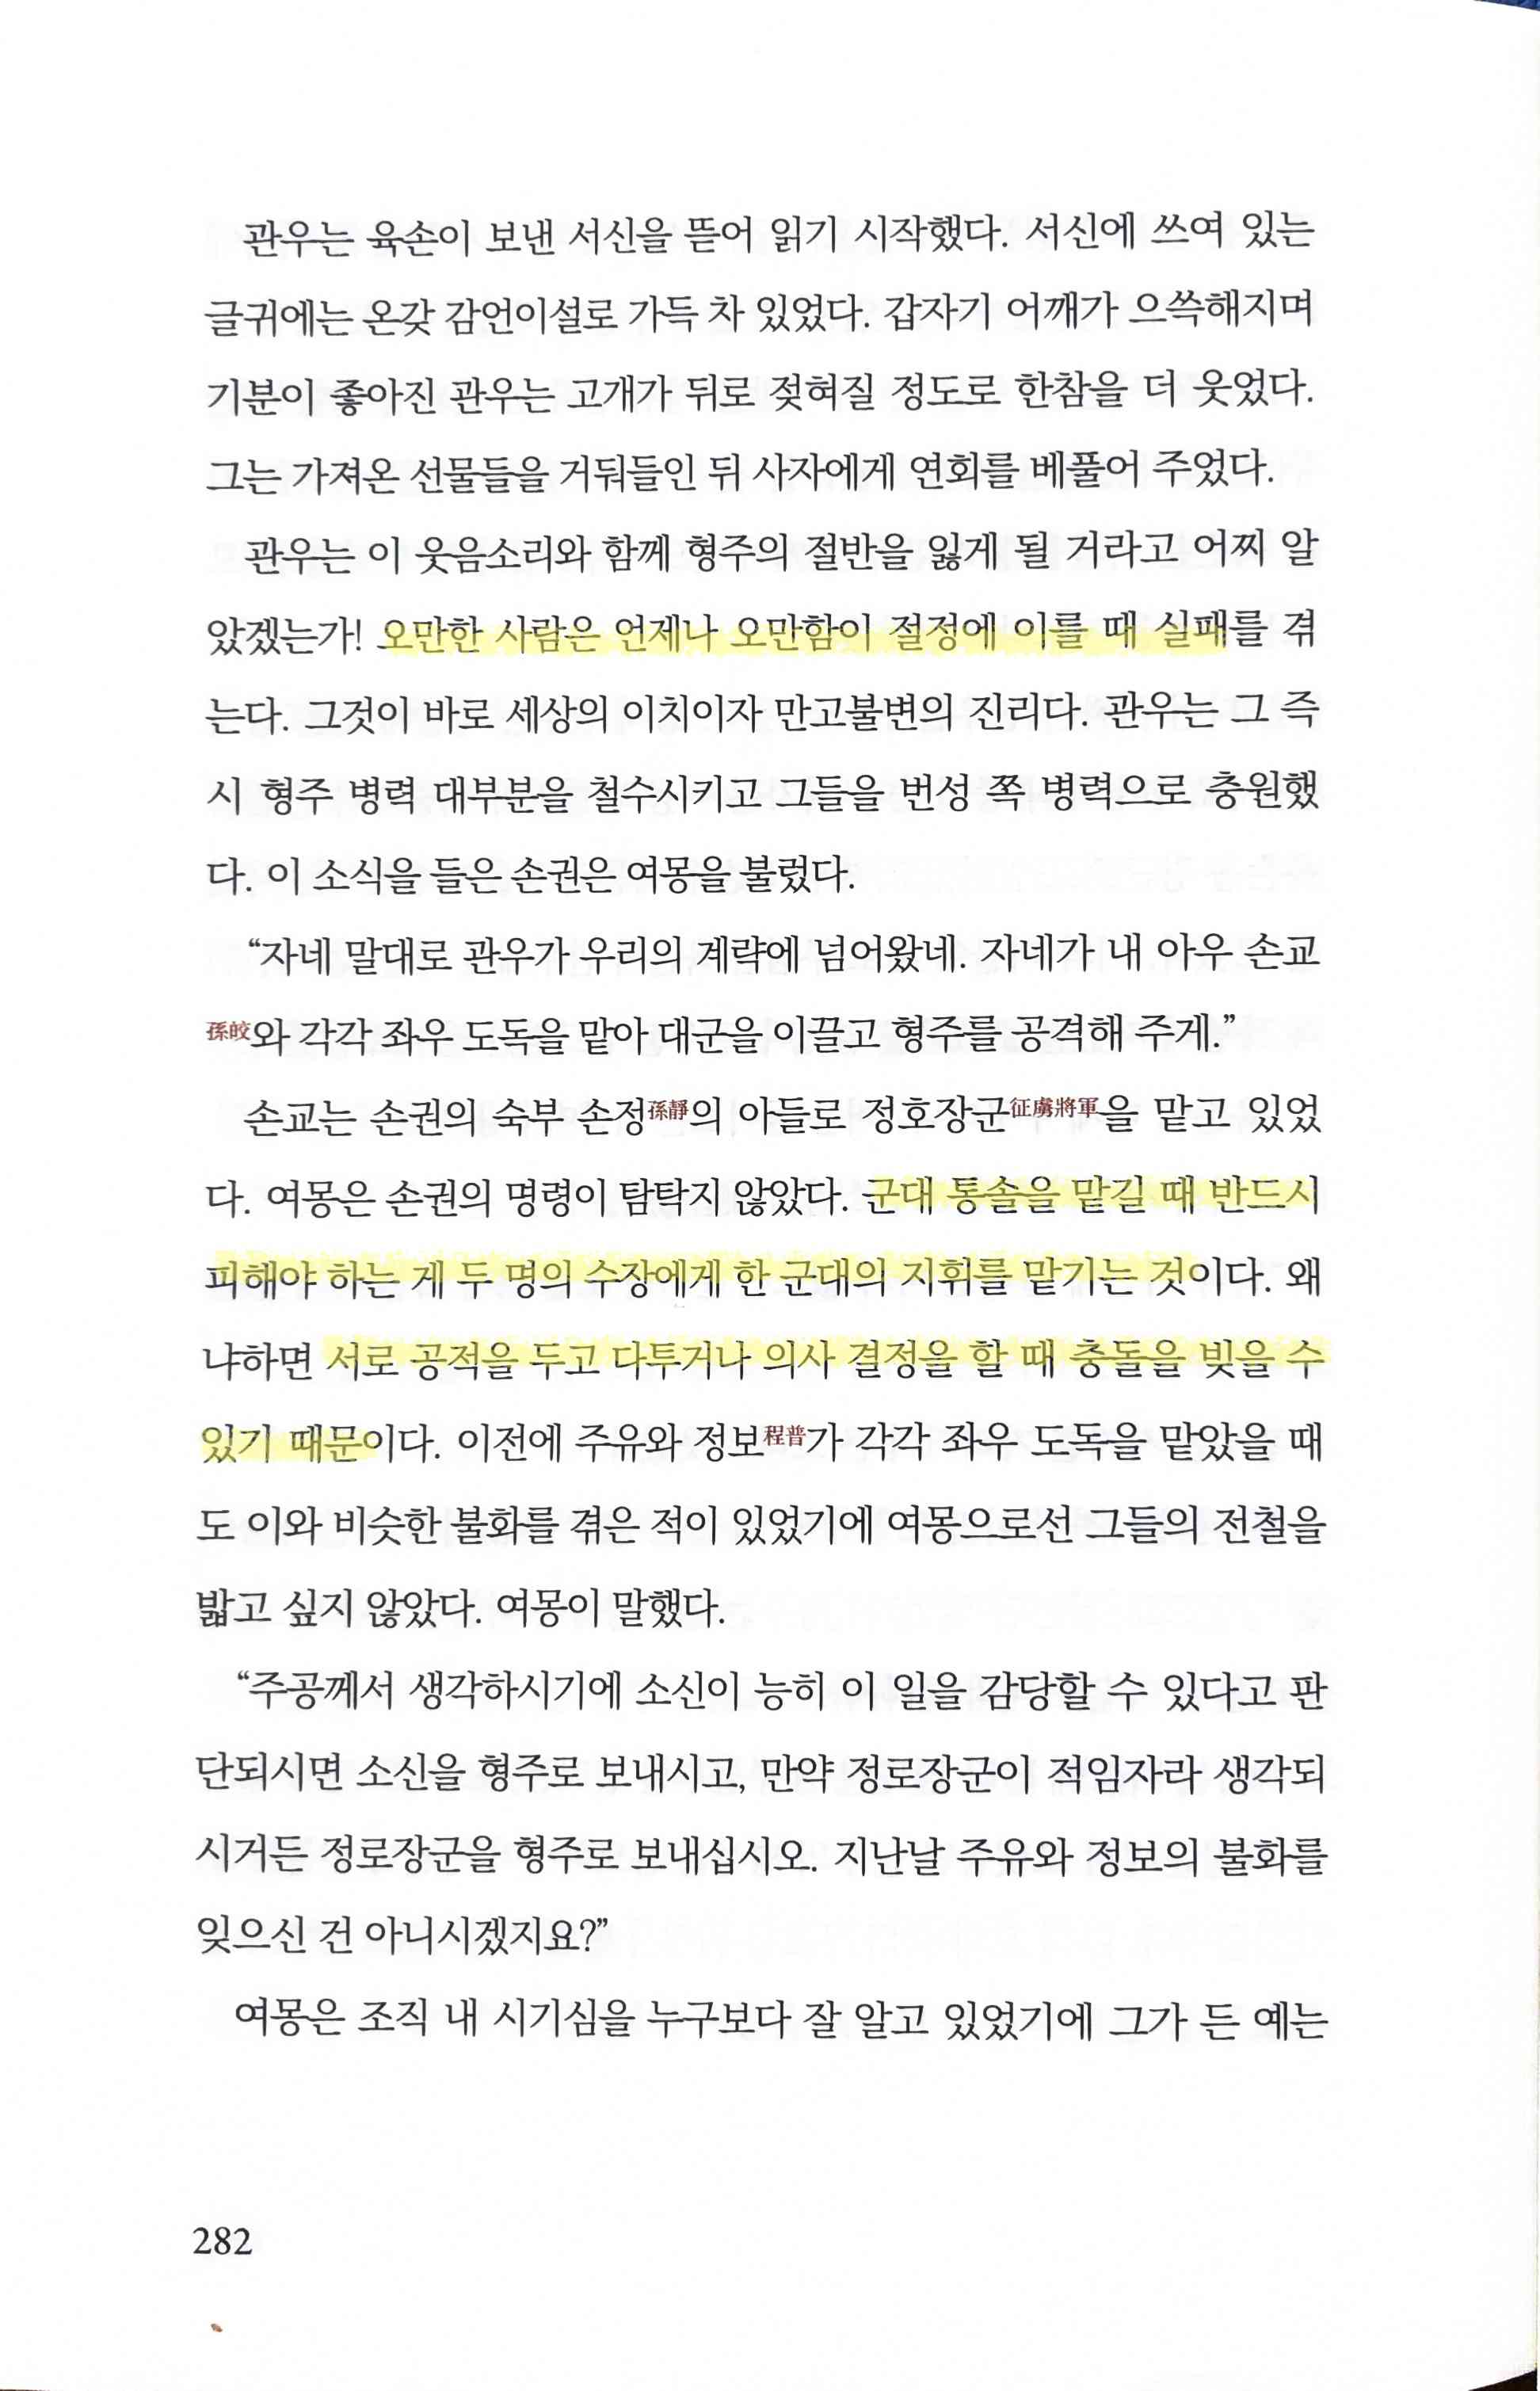 관우는 육손이 보낸 서신을 뜯어 읽기 시작했다. 서신에 쓰여 있는
글귀에는 온갖 감언이설로 가득 차 있었다. 갑자기 어깨가 으쓱해지며
기분이 좋아진 관우는 고개가 뒤로 젖혀질 정도로 한참을 더 웃었다.
그는 가져온 선물들을 거둬들인 뒤 사자에게 연회를 베풀어 주었다.
관우는 이 웃음소리와 함께 형주의 절반을 잃게 될 거라고 어찌 알
았겠는가! 오만한 사람은 언제나 오만함이 절정에 이를 때 실패를 겪
는다. 그것이 바로 세상의 이치이자 만고불변의 진리다. 관우는 그 즉
시 형주 병력 대부분을 철수시키고 그들을 번성 쪽 병력으로 충원했
다. 이 소식을 들은 손권은 여몽을 불렀다.
“자네 말대로 관우가 우리의 계략에 넘어왔네. 자네가 내 아우 손교
孫皎와 각각 좌우 도독을 맡아 대군을 이끌고 형주를 공격해 주게.”
손교는 손권의 숙부 손정孫靜의 아들로 정호장군征虜將軍을 맡고 있었
다. 여몽은 손권의 명령이 탐탁지 않았다. 군대 통솔을 맡길 때 반드시
피해야 하는 게 두 명의 수장에게 한 군대의 지휘를 맡기는 것이다. 왜
냐하면 서로 공적을 두고 다투거나 의사 결정을 할 때 충돌을 빚을 수
있기 때문이다. 이전에 주유와 정보程普가 각각 좌우 도독을 맡았을 때
도 이와 비슷한 불화를 겪은 적이 있었기에 여몽으로선 그들의 전철을
밟고 싶지 않았다. 여몽이 말했다.
“주공께서 생각하시기에 소신이 능히 이 일을 감당할 수 있다고 판
단되시면 소신을 형주로 보내시고, 만약 정로장군이 적임자라 생각되
시거든 정로장군을 형주로 보내십시오. 지난날 주유와 정보의 불화를
잊으신 건 아니시겠지요?”
여몽은 조직 내 시기심을 누구보다 잘 알고 있었기에 그가 든 예는
282